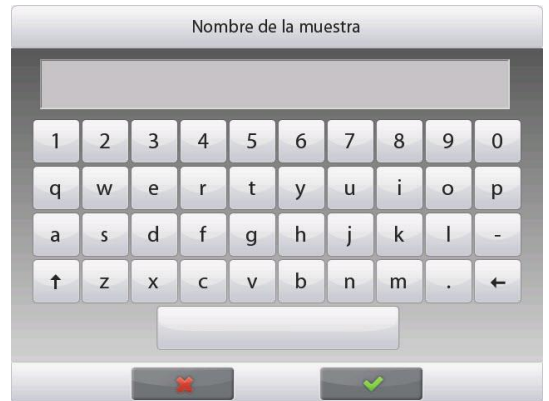 Nombre de la muestra
1 2 3 4 5 6 7 8 9 0
q w e r t y u i o p
a s d f g h j k l -
↑ z x c v b n m . ←